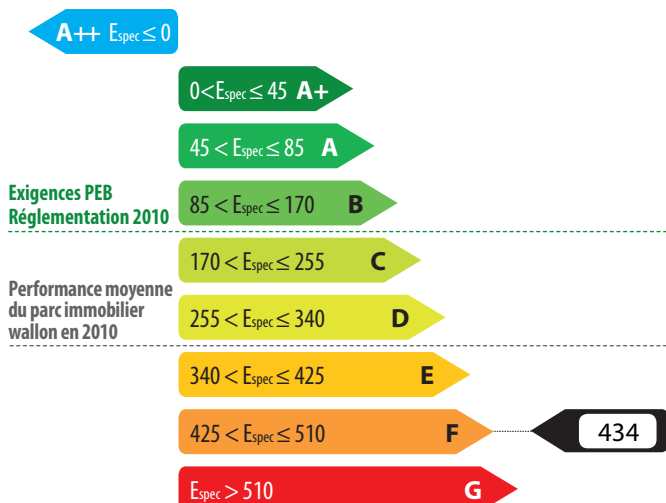 A++ Espec ≤ 0
0<Espec ≤ 45 A+
45 < Espec ≤ 85 A
Exigences PEB
Réglementation 2010
85 < Espec ≤ 170 B
170 < Espec ≤ 255 C
Performance moyenne
du parc immobilier
wallon en 2010
255 < Espec ≤ 340 D
340 < Espec ≤ 425 E
425 < Espec ≤ 510 F
434
Espec > 510 G